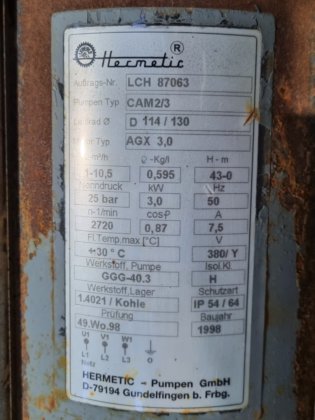 Hermetic ®
Auftrags-Nr. LCH 87063
Pumpen Typ CAM2/3
Laufrad Ø D 114 / 130
Motor Typ AGX 3,0
m³/h ρ-Kg/l H - m
1-10,5 0,595 43-0
Nenndruck kW Hz
25 bar 3,0 50
n-1/min cosφ A
2720 0,87 7,5
Fl Temp.max.[°C] V
+30° C 380/ Y
Werkstoff. Pumpe Isol.Kl
GGG-40.3 H
Werkstoff.Lager Schutzart
1.4021 / Kohle IP 54 / 64
Prüfung Baujahr
49.Wo.98 1998
V1 U1 W1
L1 L2 L3
Netz
HERMETIC - Pumpen GmbH
D-79194 Gundelfingen b. Frbg.